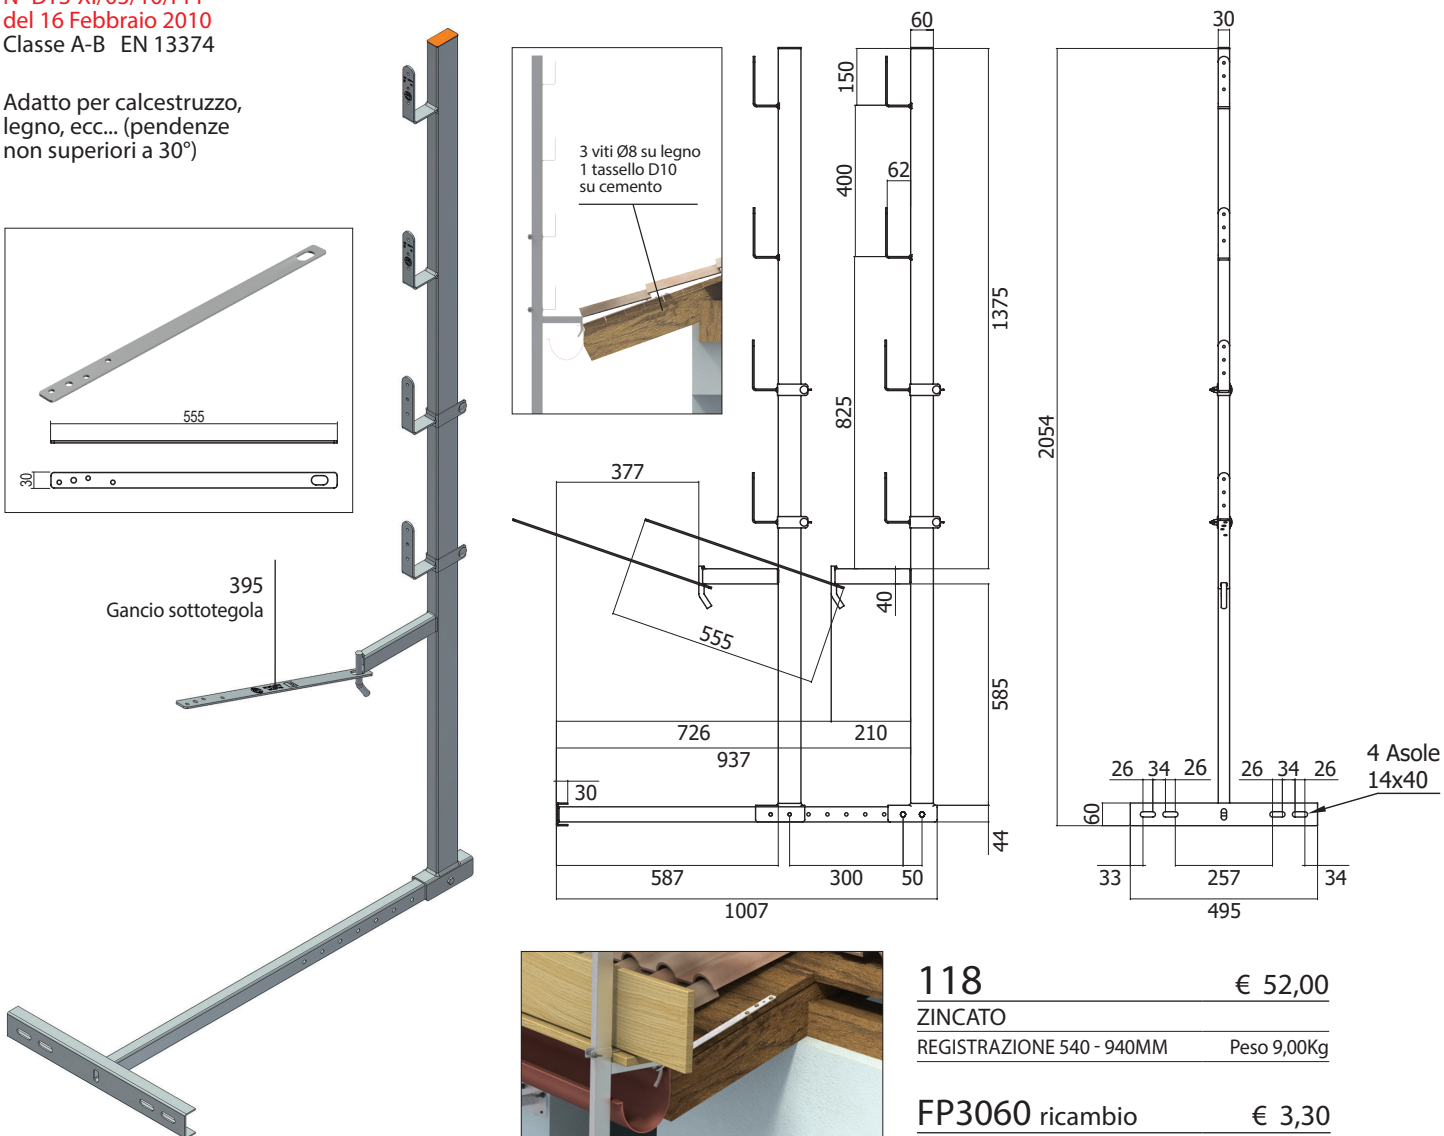 del 16 Febbraio 2010
Classe A-B EN 13374
Adatto per calcestruzzo,
legno, ecc... (pendenze
non superiori a 30°)
555
30
395
Gancio sottotegola
3 viti Ø8 su legno
1 tassello D10
su cemento
60
150
400
62
1375
825
377
555
40
585
726
210
937
30
44
587
300
50
1007
30
2054
26 34 26
26 34 26
4 Asole
14x40
60
33
257
34
495
118 € 52,00
ZINCATO
REGISTRAZIONE 540 - 940MM Peso 9,00Kg
FP3060 ricambio € 3,30